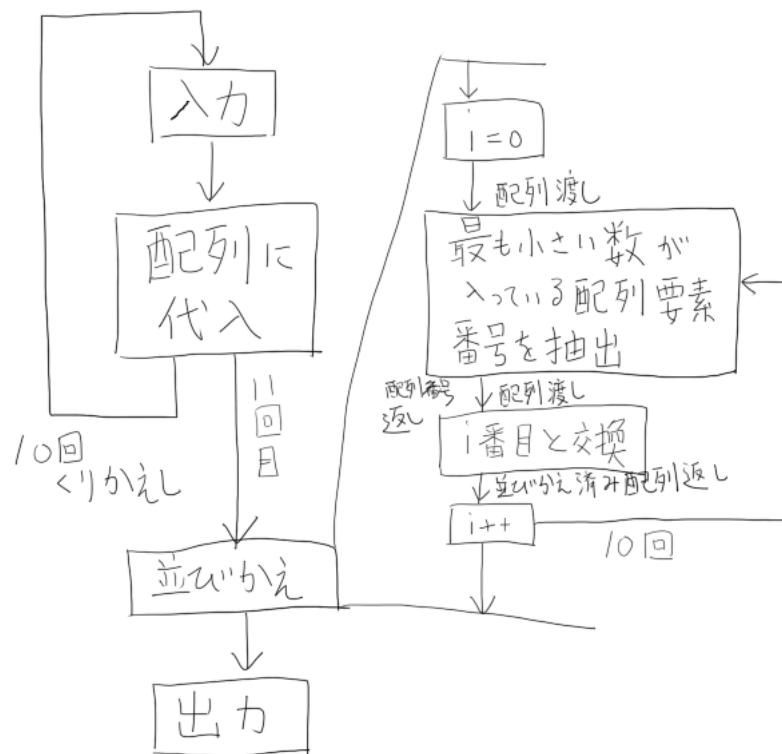 入力
配列に
代入
10回
くりかえし
11
回
目
並びかえ
出力
i=0
配列渡し
最も小さい数が
入っている配列要素
番号を抽出
配列番号
返し
配列渡し
i番目と交換
並びかえ済み配列返し
i++
10回